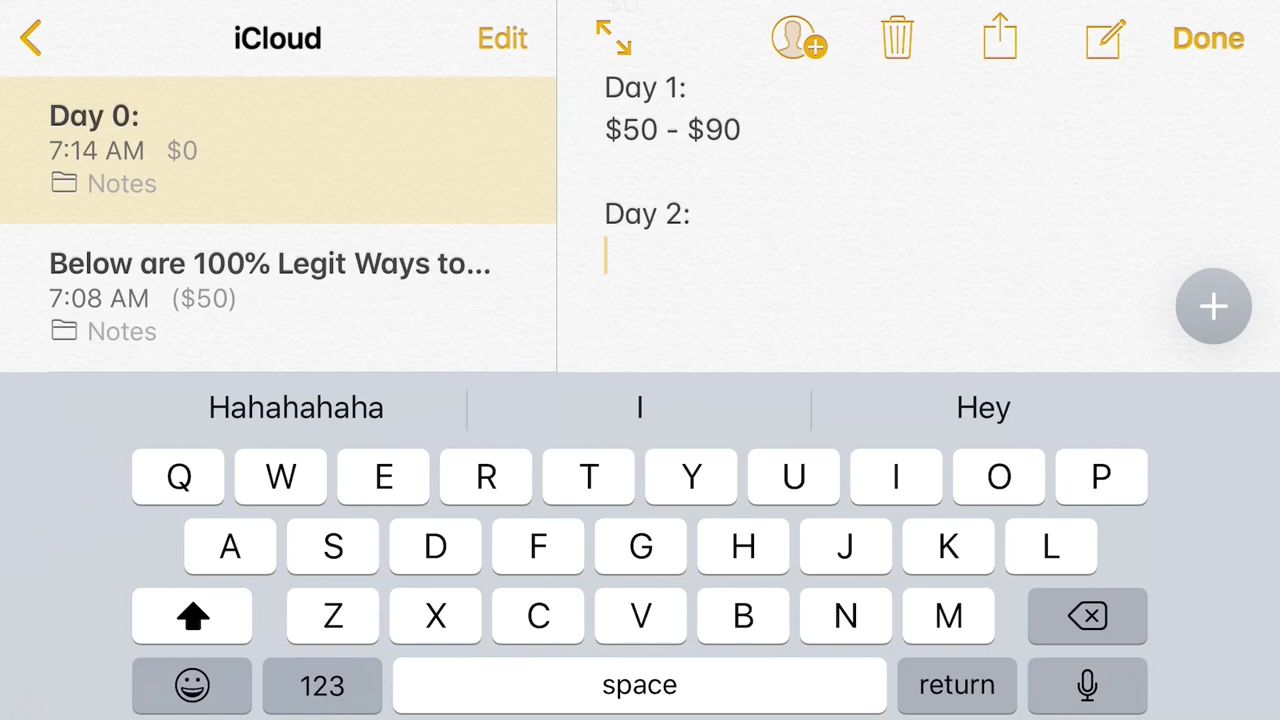 iCloud
Edit
Done
Day 0:
7:14 AM $0
Notes
Below are 100% Legit Ways to...
7:08 AM ($50)
Notes
Day 1:
$50 - $90
Day 2:
Hahahahaha I Hey
Q W E R T Y U I O P
A S D F G H J K L
Z X C V B N M
123 space return